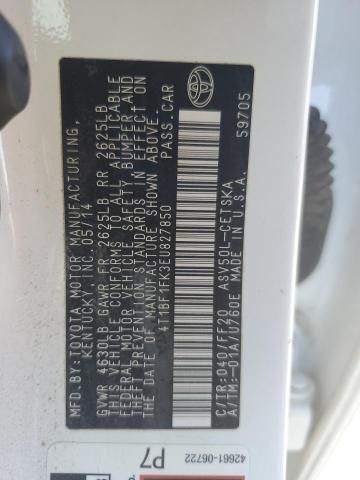 MFD. BY: TOYOTA MOTOR MANUFACTURING,
KENTUCKY, INC. 05/14
GVWR 4630LB GAWR FR 2625LB RR 2625LB
THIS VEHICLE CONFORMS TO ALL APPLICABLE
FEDERAL MOTOR VEHICLE SAFETY, BUMPER, AND
THEFT PREVENTION STANDARDS IN EFFECT ON
THE DATE OF MANUFACTURE SHOWN ABOVE.
4T1BF1FK3EU827850 PASS.CAR
C/TR:040/FF20 ASV50L-CETSKA
A/TM:-01A/U760E MADE IN U.S.A.
59705
42661-06722
P7